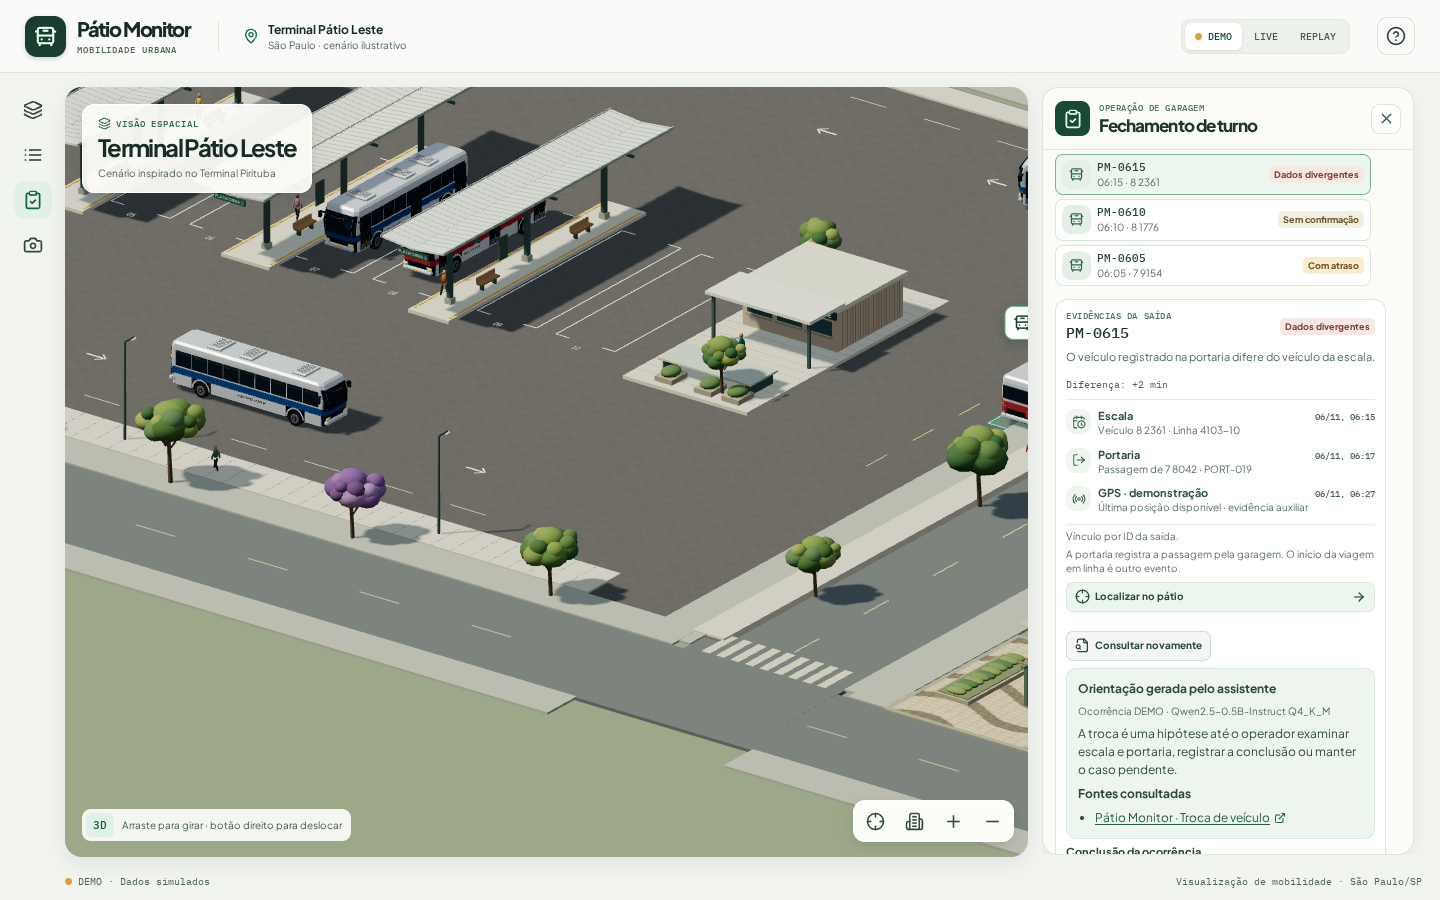 Pátio Monitor
MOBILIDADE URBANA
Terminal Pátio Leste
São Paulo · cenário ilustrativo
DEMO
LIVE
REPLAY
VISÃO ESPACIAL
Terminal Pátio Leste
Cenário inspirado no Terminal Pirituba
3D
Arraste para girar · botão direito para deslocar
OPERAÇÃO DE GARAGEM
Fechamento de turno
PM-0615
06:15 · 8 2361
Dados divergentes
PM-0610
06:10 · 8 1776
Sem confirmação
PM-0605
06:05 · 7 9154
Com atraso
EVIDÊNCIAS DA SAÍDA
PM-0615
Dados divergentes
O veículo registrado na portaria difere do veículo da escala.
Diferença: +2 min
Escala
06/11, 06:15
Veículo 8 2361 · Linha 4103-10
Portaria
06/11, 06:17
Passagem de 7 8042 · PORT-019
GPS · demonstração
06/11, 06:27
Última posição disponível · evidência auxiliar
Vínculo por ID da saída.
A portaria registra a passagem pela garagem. O início da viagem
em linha é outro evento.
Localizar no pátio
Consultar novamente
Orientação gerada pelo assistente
Ocorrência DEMO · Qwen2.5-0.5B-Instruct Q4_K_M
A troca é uma hipótese até o operador examinar
escala e portaria, registrar a conclusão ou manter
o caso pendente.
Fontes consultadas
Pátio Monitor · Troca de veículo
Conclusão da ocorrência
DEMO · Dados simulados
Visualização de mobilidade · São Paulo/SP